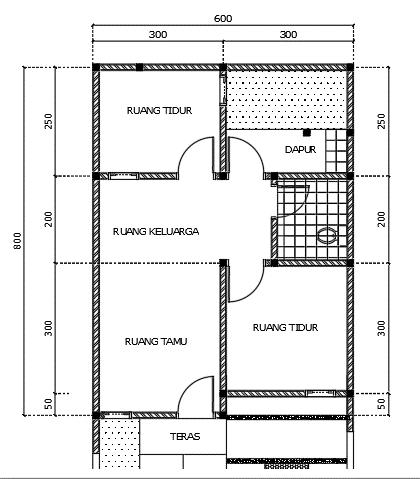 600
300 300
RUANG TIDUR
250
250
DAPUR
800
200
200
RUANG KELUARGA
RUANG TAMU
RUANG TIDUR
300
300
50
50
TERAS